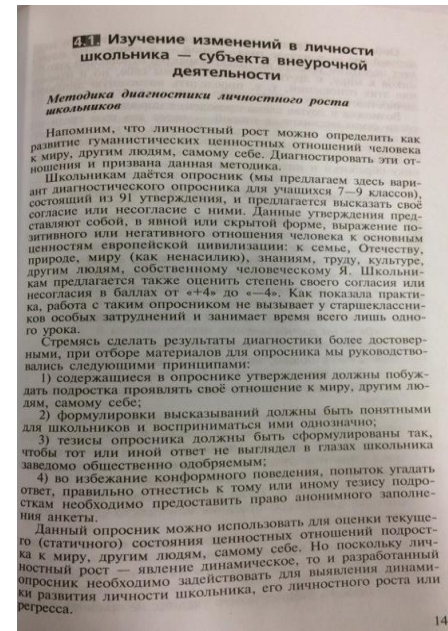 4.1. Изучение изменений в личности
школьника — субъекта внеурочной
деятельности
Методика диагностики личностного роста
школьников
Напомним, что личностный рост можно определить как
развитие гуманистических ценностных отношений человека
к миру, другим людям, самому себе. Диагностировать эти от-
ношения и призвана данная методика.
Школьникам даётся опросник (мы предлагаем здесь вари-
ант диагностического опросника для учащихся 7—9 классов),
состоящий из 91 утверждения, и предлагается высказать своё
согласие или несогласие с ними. Данные утверждения пред-
ставляют собой, в явной или скрытой форме, выражение по-
зитивного или негативного отношения человека к основным
ценностям европейской цивилизации: к семье, Отечеству,
природе, миру (как ненасилию), знаниям, труду, культуре,
другим людям, собственному человеческому Я. Школьни-
кам предлагается также оценить степень своего согласия или
несогласия в баллах от «+4» до «—4». Как показала практи-
ка, работа с таким опросником не вызывает у старшеклассни-
ков особых затруднений и занимает время всего лишь одно-
го урока.
Стремясь сделать результаты диагностики более достовер-
ными, при отборе материалов для опросника мы руководство-
вались следующими принципами:
1) содержащиеся в опроснике утверждения должны побуж-
дать подростка проявлять своё отношение к миру, другим лю-
дям, самому себе;
2) формулировки высказываний должны быть понятными
для школьников и восприниматься ими однозначно;
3) тезисы опросника должны быть сформулированы так,
чтобы тот или иной ответ не выглядел в глазах школьника
заведомо общественно одобряемым;
4) во избежание конформного поведения, попыток угадать
ответ, правильно отнестись к тому или иному тезису подро-
сткам необходимо предоставить право анонимного заполне-
ния анкеты.
Данный опросник можно использовать для оценки текуще-
го (статичного) состояния ценностных отношений подрост-
ка к миру, другим людям, самому себе. Но поскольку лич-
ностный рост — явление динамическое, то и разработанный
опросник необходимо задействовать для выявления динами-
ки развития личности школьника, его личностного роста или
регресса.
14